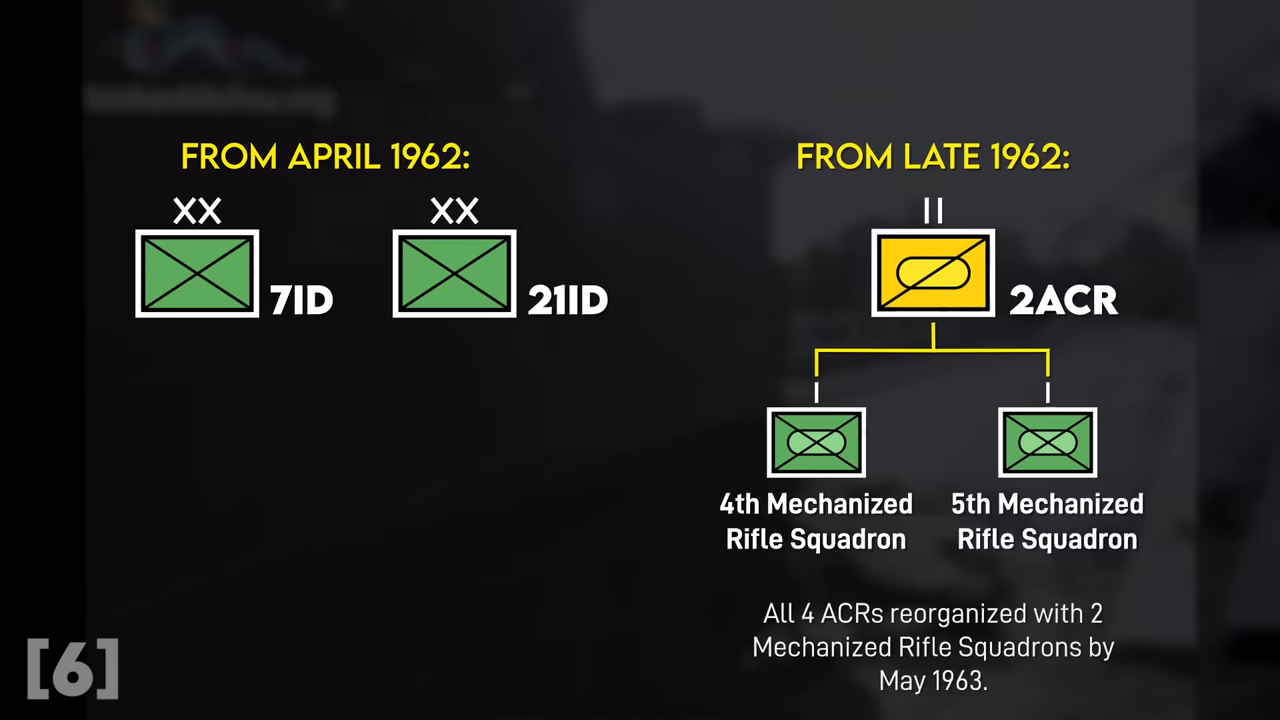 FROM APRIL 1962:
XX
XX
7ID
21ID
FROM LATE 1962:
II
2ACR
I
I
4th Mechanized
Rifle Squadron
5th Mechanized
Rifle Squadron
All 4 ACRs reorganized with 2
Mechanized Rifle Squadrons by
May 1963.
[6]